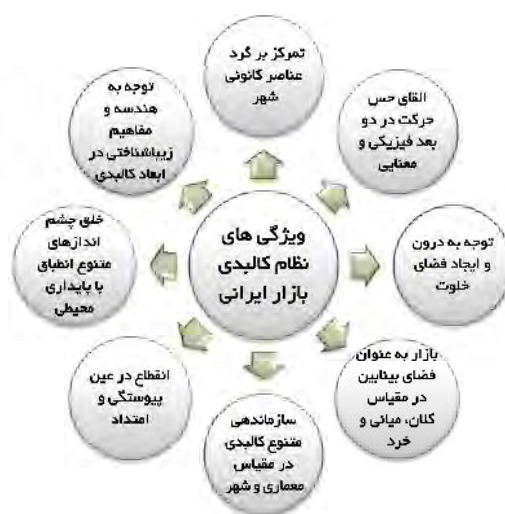 ویژگی های
نظام کالبدی
بازار ایرانی
تمرکز بر گرد
عناصر کانونی
شهر
القای حس
حرکت در دو
بعد فیزیکی و
معنایی
توجه به درون
و ایجاد فضای
خلوت
بازار به عنوان
فضای بینابین
در مقیاس
کلان، میانی و
خرد
سازماندهی
متنوع کالبدی
در مقیاس
معماری و شهر
انقطاع در عین
پیوستگی و
امتداد
خلق چشم
اندازهای
متنوع انطباق
با پایداری
محیطی
توجه به
هندسه و
مفاهیم
زیباشناختی در
ابعاد کالبدی